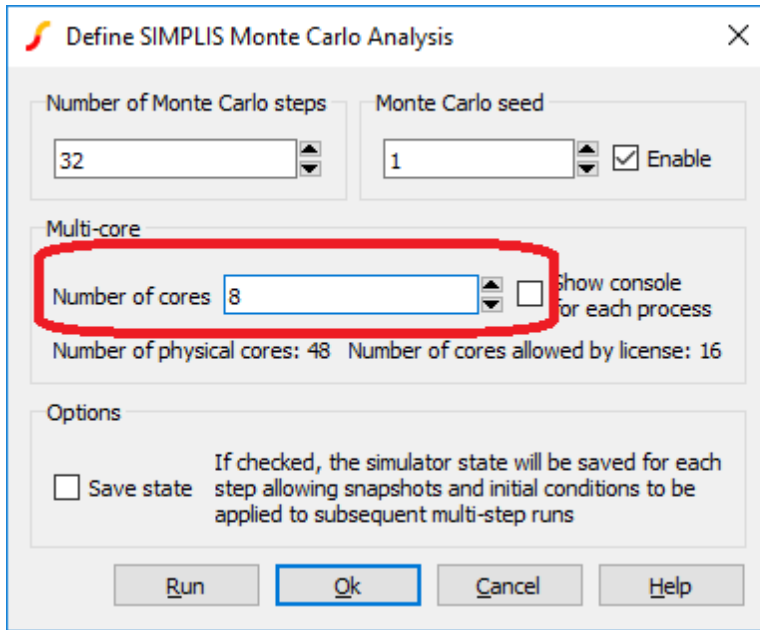 Define SIMPLIS Monte Carlo Analysis
Number of Monte Carlo steps
32
Monte Carlo seed
1
Enable
Multi-core
Number of cores 8
Show console
for each process
Number of physical cores: 48 Number of cores allowed by license: 16
Options
Save state
If checked, the simulator state will be saved for each
step allowing snapshots and initial conditions to be
applied to subsequent multi-step runs
Run Ok Cancel Help